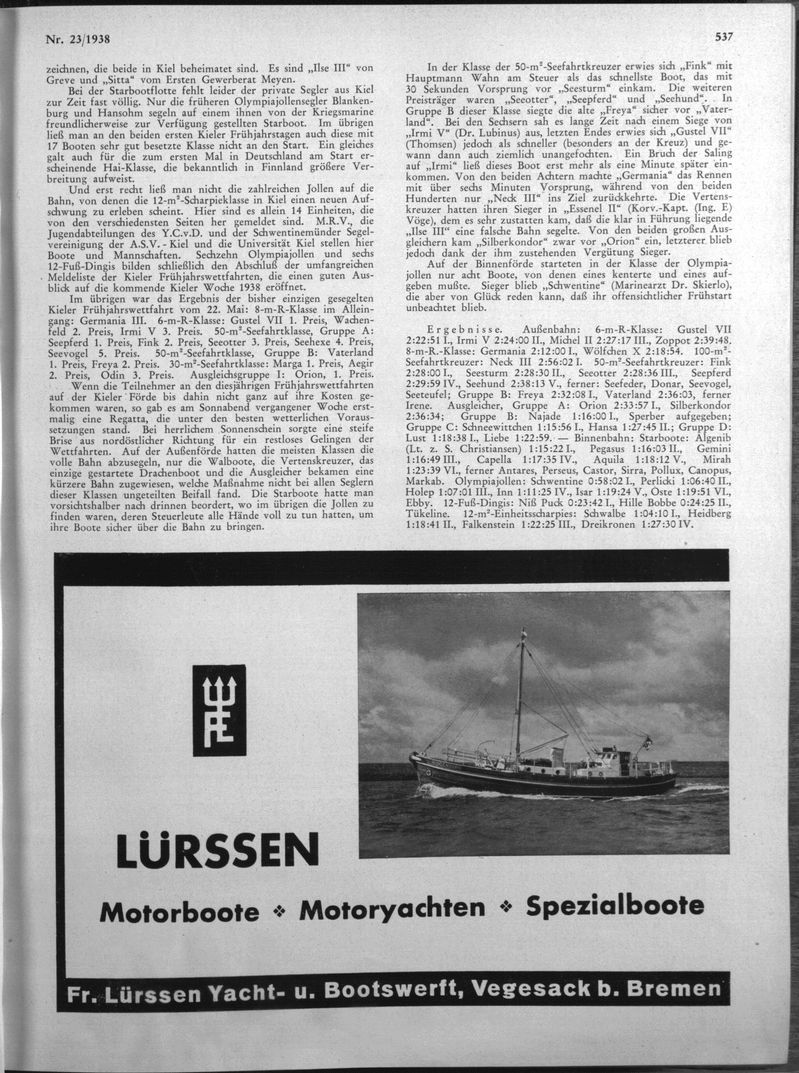 Nr. 23/1938
537
zeichnen, die beide in Kiel beheimatet sind. Es sind „Ilse III“ von
Greve und „Sitta“ vom Ersten Gewerberat Meyen.
Bei der Starbootflotte fehlt leider der private Segler aus Kiel
zur Zeit fast völlig. Nur die früheren Olympiajollensegler Blanken-
burg und Hansohm segeln auf einem ihnen von der Kriegsmarine
freundlicherweise zur Verfügung gestellten Starboot. Im übrigen
ließ man an den beiden ersten Kieler Frühjahrstagen auch diese mit
17 Booten sehr gut besetzte Klasse nicht an den Start. Ein gleiches
galt auch für die zum ersten Mal in Deutschland am Start er-
scheinende Hai-Klasse, die bekanntlich in Finnland größere Ver-
breitung aufweist.
Und erst recht ließ man nicht die zahlreichen Jollen auf die
Bahn, von denen die 12-m²-Scharpieklasse in Kiel einen neuen Auf-
schwung zu erleben scheint. Hier sind es allein 14 Einheiten, die
von den verschiedensten Seiten her gemeldet sind. M.R.V., die
Jugendabteilungen des Y.C.v.D. und der Schwentinemünder Segel-
vereinigung der A.S.V. - Kiel und die Universität Kiel stellen hier
Boote und Mannschaften. Sechzehn Olympiajollen und sechs
12-Fuß-Dingis bilden schließlich den Abschluß der umfangreichen
Meldeliste der Kieler Frühjahrswettfahrten, die einen guten Aus-
blick auf die kommende Kieler Woche 1938 eröffnet.
Im übrigen war das Ergebnis der bisher einzigen gesegelten
Kieler Frühjahrswettfahrt vom 22. Mai: 8-m-R-Klasse im Allein-
gang: Germania III. 6-m-R-Klasse: Gustel VII 1. Preis, Wachen-
feld 2. Preis, Irmi V 3. Preis. 50-m²-Seefahrtklasse, Gruppe A:
Seepferd 1. Preis, Fink 2. Preis, Seeotter 3. Preis, Seehexe 4. Preis,
Seevogel 5. Preis. 50-m²-Seefahrtklasse, Gruppe B: Vaterland
1. Preis, Freya 2. Preis. 30-m²-Seefahrtklasse: Marga 1. Preis, Aegir
2. Preis, Odin 3. Preis. Ausgleichsgruppe I: Orion, 1. Preis.
Wenn die Teilnehmer an den diesjährigen Frühjahrswettfahrten
auf der Kieler Förde bis dahin nicht ganz auf ihre Kosten ge-
kommen waren, so gab es am Sonnabend vergangener Woche erst-
malig eine Regatta, die unter den besten wetterlichen Voraus-
setzungen stand. Bei herrlichem Sonnenschein sorgte eine steife
Brise aus nordöstlicher Richtung für ein restloses Gelingen der
Wettfahrten. Auf der Außenförde hatten die meisten Klassen die
volle Bahn abzusegeln, nur die Walboote, die Vertenskreuzer, das
einzige gestartete Drachenboot und die Ausgleicher bekamen eine
kürzere Bahn zugewiesen, welche Maßnahme nicht bei allen Seglern
dieser Klassen ungeteilten Beifall fand. Die Starboote hatte man
vorsichtshalber nach drinnen beordert, wo im übrigen die Jollen zu
finden waren, deren Steuerleute alle Hände voll zu tun hatten, um
ihre Boote sicher über die Bahn zu bringen.
In der Klasse der 50-m²-Seefahrtkreuzer erwies sich „Fink“ mit
Hauptmann Wahn am Steuer als das schnellste Boot, das mit
30 Sekunden Vorsprung vor „Seesturm“ einkam. Die weiteren
Preisträger waren „Seeotter“, „Seepferd“ und „Seehund“. In
Gruppe B dieser Klasse siegte die alte „Freya“ sicher vor „Vater-
land“. Bei den Sechsern sah es lange Zeit nach einem Siege von
„Irmi V“ (Dr. Lubinus) aus, letzten Endes erwies sich „Gustel VII“
(Thomsen) jedoch als schneller (besonders an der Kreuz) und ge-
wann dann auch ziemlich unangefochten. Ein Bruch der Saling
auf „Irmi“ ließ dieses Boot erst mehr als eine Minute später ein-
kommen. Von den beiden Achtern machte „Germania“ das Rennen
mit über sechs Minuten Vorsprung, während von den beiden
Hunderten nur „Neck III“ ins Ziel zurückkehrte. Die Vertens-
kreuzer hatten ihren Sieger in „Essenel II“ (Korv.-Kapt. (Ing. E)
Vöge), dem es sehr zustatten kam, daß die klar in Führung liegende
„Ilse III“ eine falsche Bahn segelte. Von den beiden großen Aus-
gleichern kam „Silberkondor“ zwar vor „Orion“ ein, letzterer blieb
jedoch dank der ihm zustehenden Vergütung Sieger.
Auf der Binnenförde starteten in der Klasse der Olympia-
jollen nur acht Boote, von denen eines kenterte und eines auf-
geben mußte. Sieger blieb „Schwentine“ (Marinearzt Dr. Skierlo),
die aber von Glück reden kann, daß ihr offensichtlicher Frühstart
unbeachtet blieb.
Ergebnisse. Außenbahn: 6-m-R-Klasse: Gustel VII
2:22:51 I., Irmi V 2:24:00 II., Michel II 2:27:17 III., Zoppot 2:39:48.
8-m-R.-Klasse: Germania 2:12:00 I., Wölfchen X 2:18:54. 100-m²-
Seefahrtkreuzer: Neck III 2:56:02 I. 50-m²-Seefahrtkreuzer: Fink
2:28:00 I., Seesturm 2:28:30 II., Seeotter 2:28:36 III., Seepferd
2:29:59 IV., Seehund 2:38:13 V., ferner: Seefeder, Donar, Seevogel,
Seeteufel; Gruppe B: Freya 2:32:08 I., Vaterland 2:36:03, ferner
Irene. Ausgleicher, Gruppe A: Orion 2:33:57 I., Silberkondor
2:36:34; Gruppe B: Najade 1:16:00 I., Sperber aufgegeben;
Gruppe C: Schneewittchen 1:15:56 I., Hansa 1:27:45 II.; Gruppe D:
Lust 1:18:38 I., Liebe 1:22:59. — Binnenbahn: Starboote: Algenib
(Lt. z. S. Christiansen) 1:15:22 I., Pegasus 1:16:03 II., Gemini
1:16:49 III., Capella 1:17:35 IV., Aquila 1:18:12 V., Mirah
1:23:39 VI., ferner Antares, Perseus, Castor, Sirra, Pollux, Canopus,
Markab. Olympiajollen: Schwentine 0:58:02 I., Perlicki 1:06:40 II.,
Holep 1:07:01 III., Inn 1:11:25 IV., Isar 1:19:24 V., Oste 1:19:51 VI.,
Ebby. 12-Fuß-Dingis: Niß Puck 0:23:42 I., Hille Bobbe 0:24:25 II.,
Tükeline. 12-m²-Einheitsscharpies: Schwalbe 1:04:10 I., Heidberg
1:18:41 II., Falkenstein 1:22:25 III., Dreikronen 1:27:30 IV.
LÜRSSEN
Motorboote ❖ Motoryachten ❖ Spezialboote
Fr. Lürssen Yacht- u. Bootswerft, Vegesack b. Bremen